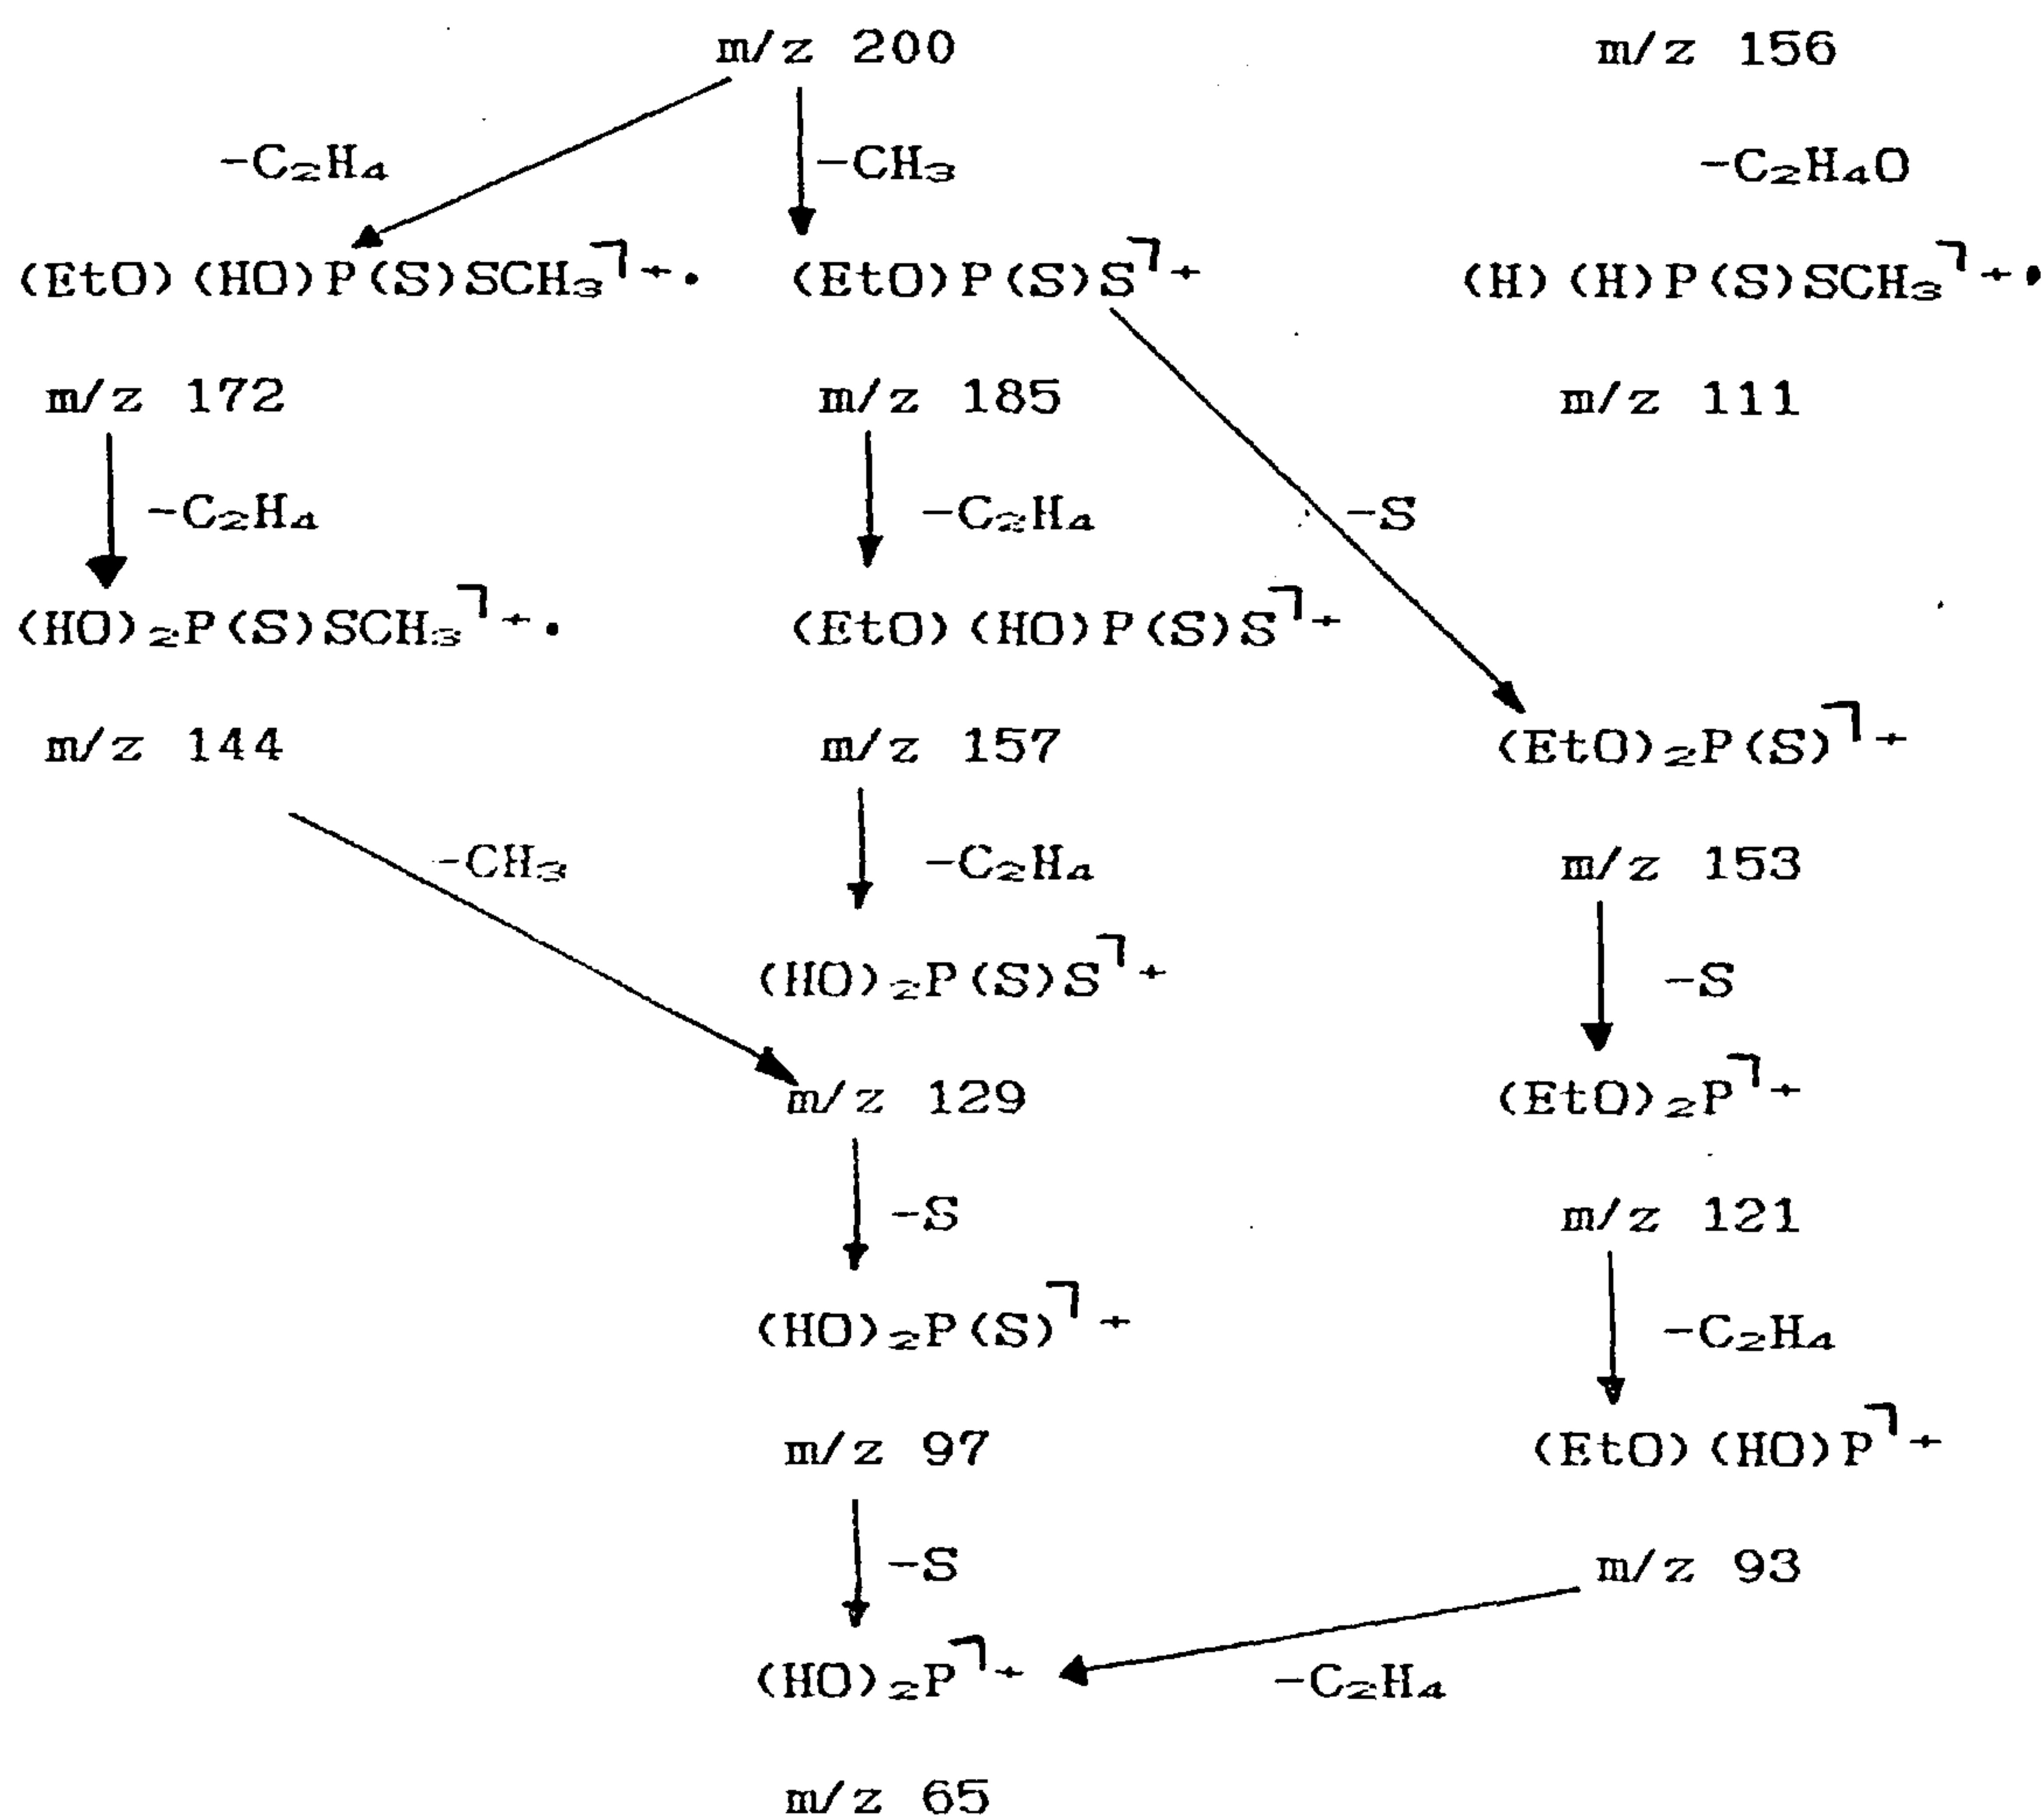 m/z 200 m/z 156
-C₂H₄ -CH₃ -C₂H₄O
(EtO)(HO)P(S)SCH₃⌝+• (EtO)P(S)S⌝+ (H)(H)P(S)SCH₃⌝+•
m/z 172 m/z 185 m/z 111
-C₂H₄ -C₂H₄ -S
(HO)₂P(S)SCH₃⌝+• (EtO)(HO)P(S)S⌝+
m/z 144 m/z 157 (EtO)₂P(S)⌝+
-CH₃ -C₂H₄ m/z 153
(HO)₂P(S)S⌝+ -S
m/z 129 (EtO)₂P⌝+
-S m/z 121
(HO)₂P(S)⌝+ -C₂H₄
m/z 97 (EtO)(HO)P⌝+
-S m/z 93
(HO)₂P⌝+ -C₂H₄
m/z 65